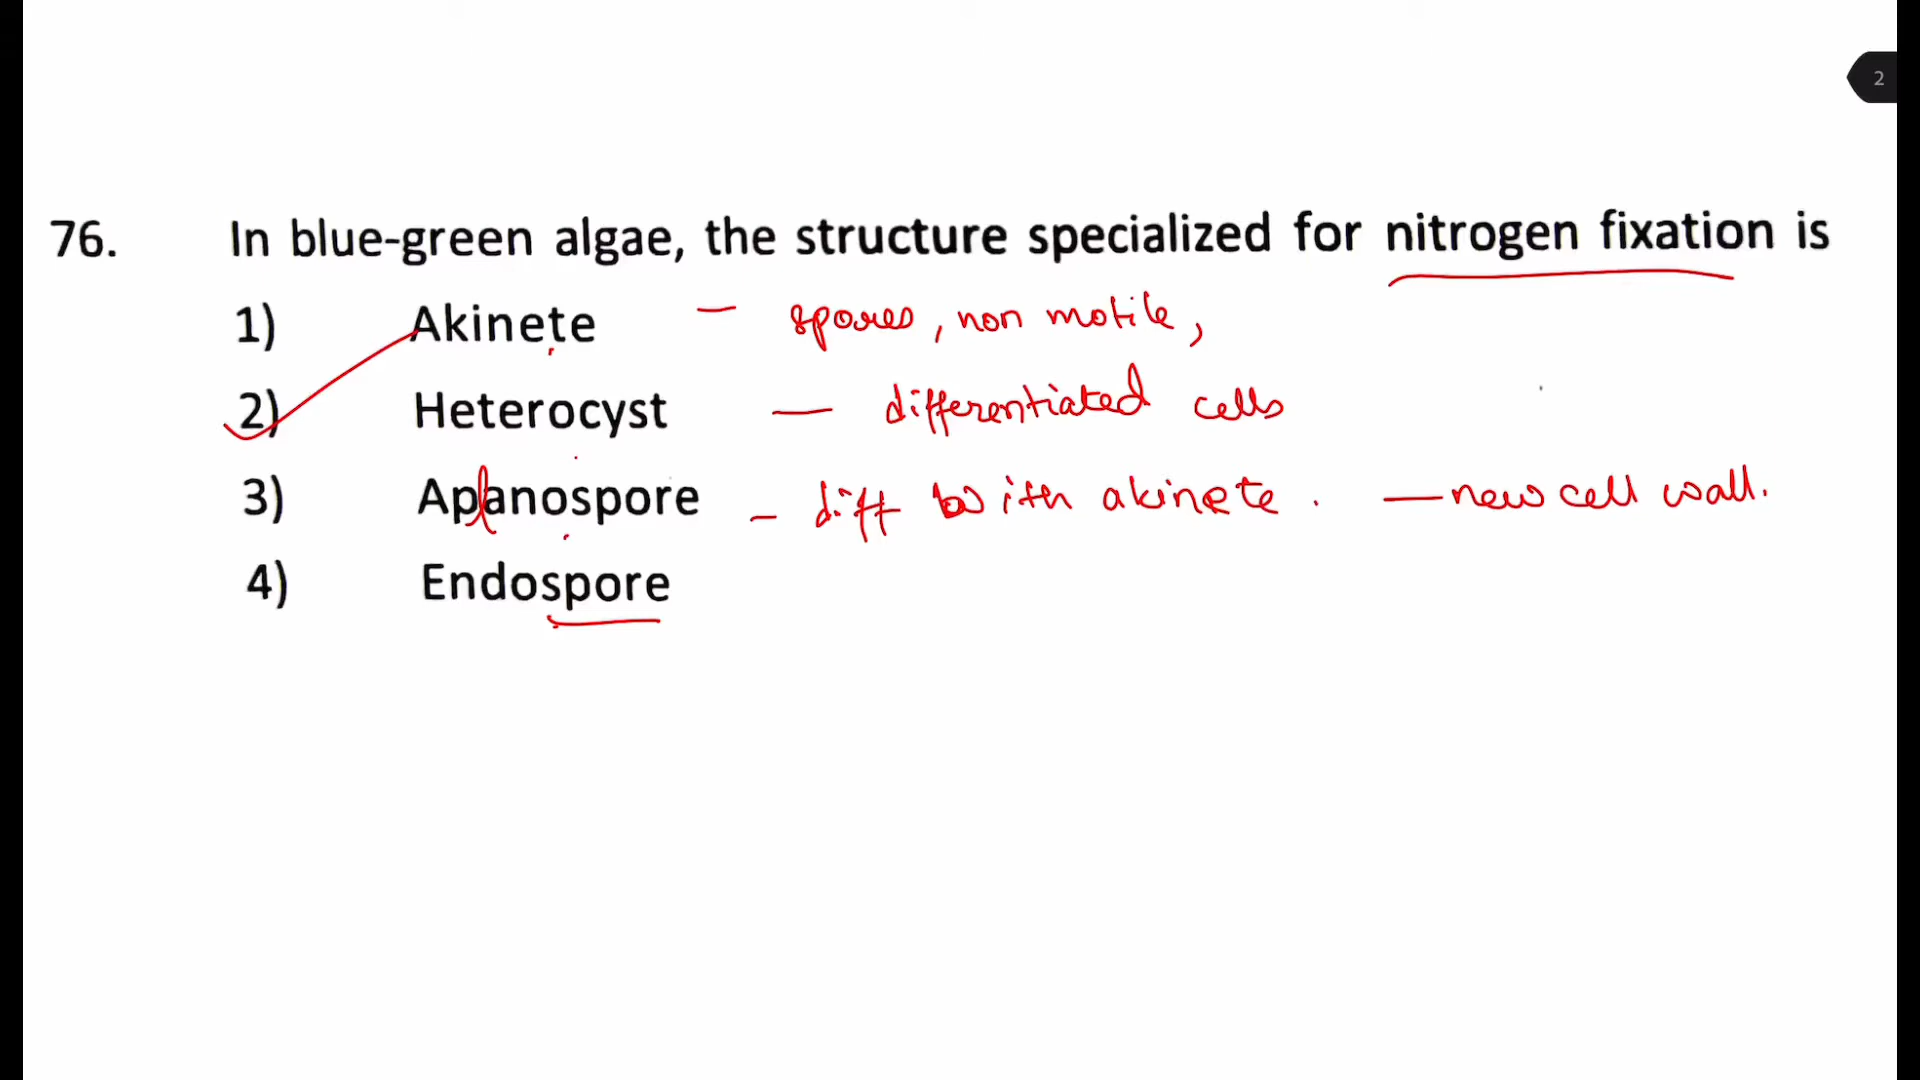 2
76. In blue-green algae, the structure specialized for nitrogen fixation is
1) Akinete — spores, non motile,
2) Heterocyst — differentiated cells
3) Aplanospore - diff with akinete. — new cell wall.
4) Endospore